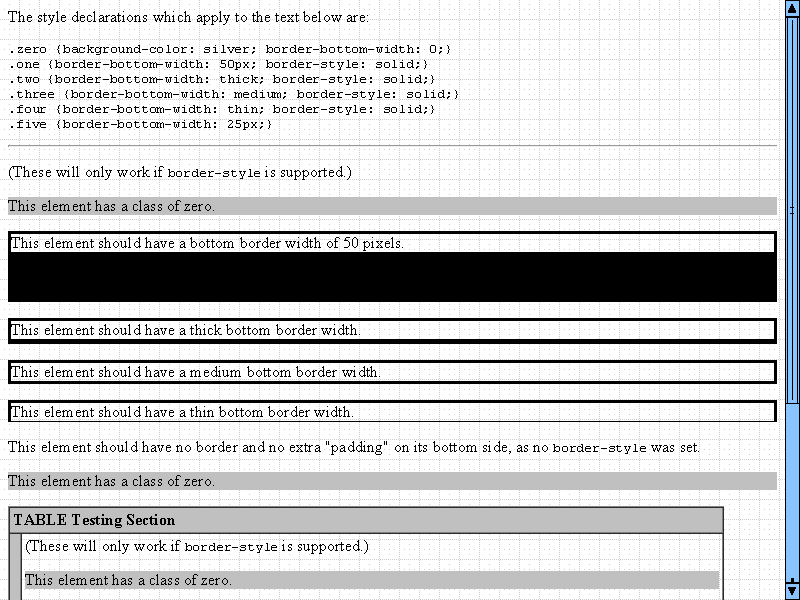 The style declarations which apply to the text below are:
.zero {background-color: silver; border-bottom-width: 0;}
.one {border-bottom-width: 50px; border-style: solid;}
.two {border-bottom-width: thick; border-style: solid;}
.three {border-bottom-width: medium; border-style: solid;}
.four {border-bottom-width: thin; border-style: solid;}
.five {border-bottom-width: 25px;}
(These will only work if border-style is supported.)
This element has a class of zero.
This element should have a bottom border width of 50 pixels.
This element should have a thick bottom border width.
This element should have a medium bottom border width.
This element should have a thin bottom border width.
This element should have no border and no extra "padding" on its bottom side, as no border-style was set.
This element has a class of zero.
TABLE Testing Section
(These will only work if border-style is supported.)
This element has a class of zero.